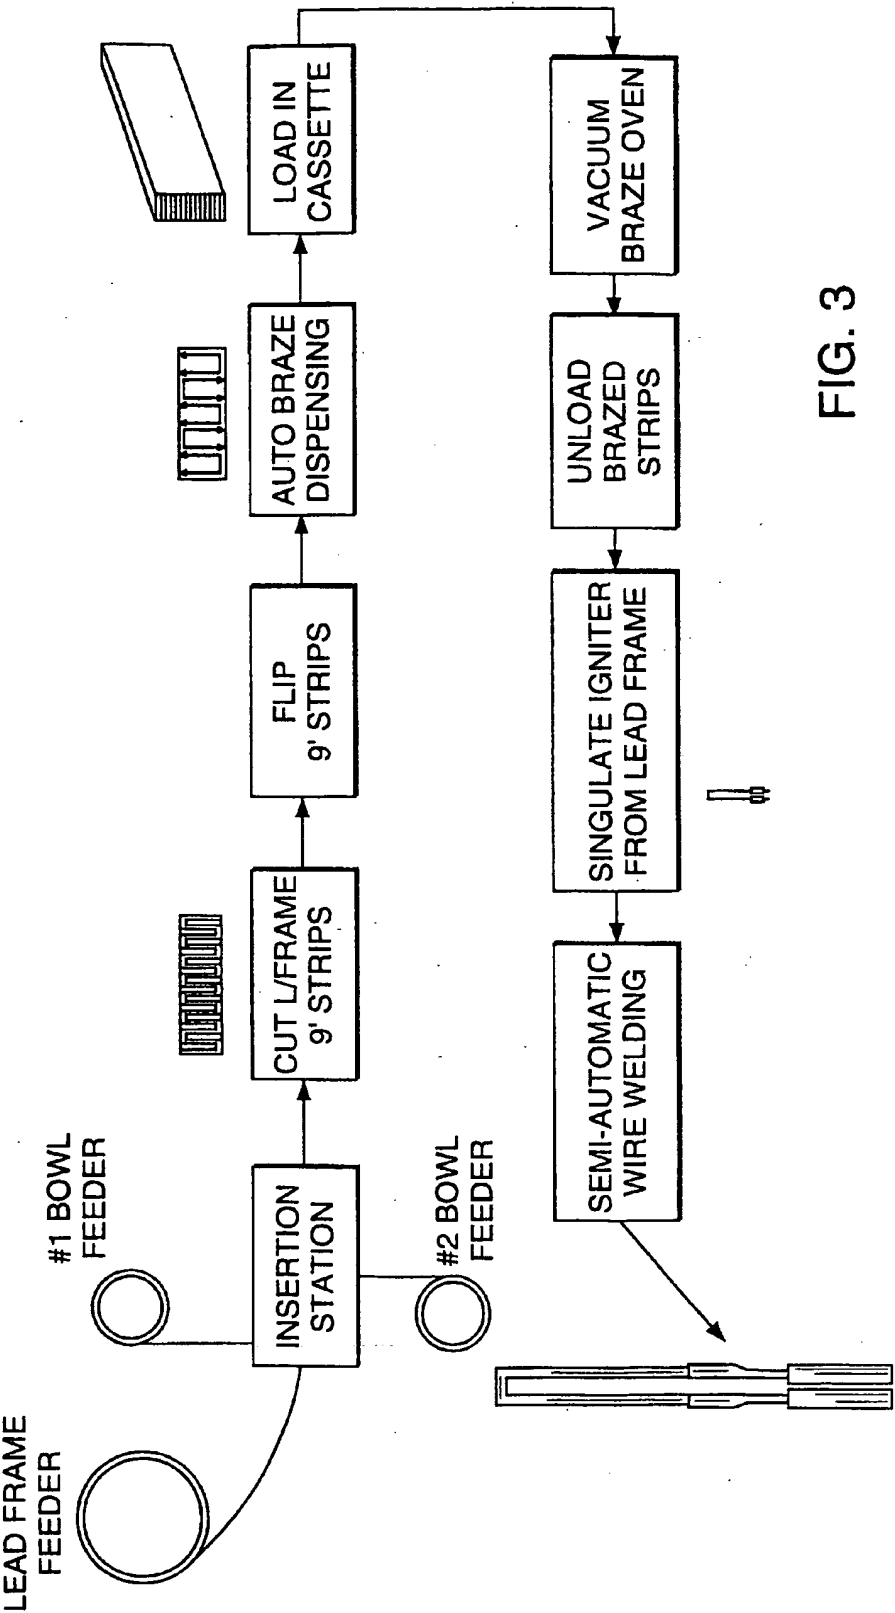 LEAD FRAME
FEEDER
#1 BOWL
FEEDER
INSERTION
STATION
#2 BOWL
FEEDER
CUT L/FRAME
9' STRIPS
FLIP
9' STRIPS
AUTO BRAZE
DISPENSING
LOAD IN
CASSETTE
VACUUM
BRAZE OVEN
UNLOAD
BRAZED
STRIPS
SINGULATE IGNITER
FROM LEAD FRAME
SEMI-AUTOMATIC
WIRE WELDING
FIG. 3